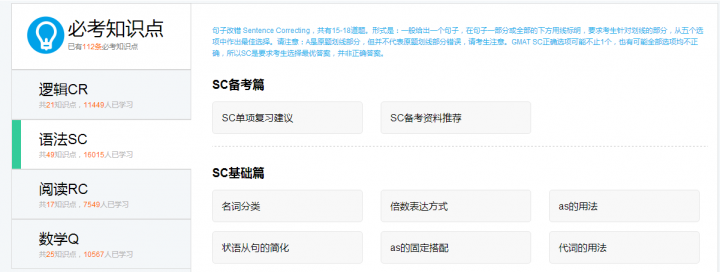 必考知识点
已有112条必考知识点
逻辑CR
共21知识点，11449人已学习
语法SC
共49知识点，16015人已学习
阅读RC
共17知识点，7549人已学习
数学Q
共25知识点，10567人已学习
句子改错 Sentence Correcting，共有15-18道题。形式是：一般给出一个句子，在句子一部分或全部的下方用线标明，要求考生针对划线的部分，从五个选
项中作出最佳选择。请注意：A是原题划线部分，但并不代表原题划线部分错误，请考生注意。GMAT SC正确选项可能不止1个，也有可能全部选项均不正
确，所以SC是要求考生选择最优答案，并非正确答案。
SC备考篇
SC单项复习建议
SC备考资料推荐
SC基础篇
名词分类
倍数表达方式
as的用法
状语从句的简化
as的固定搭配
代词的用法